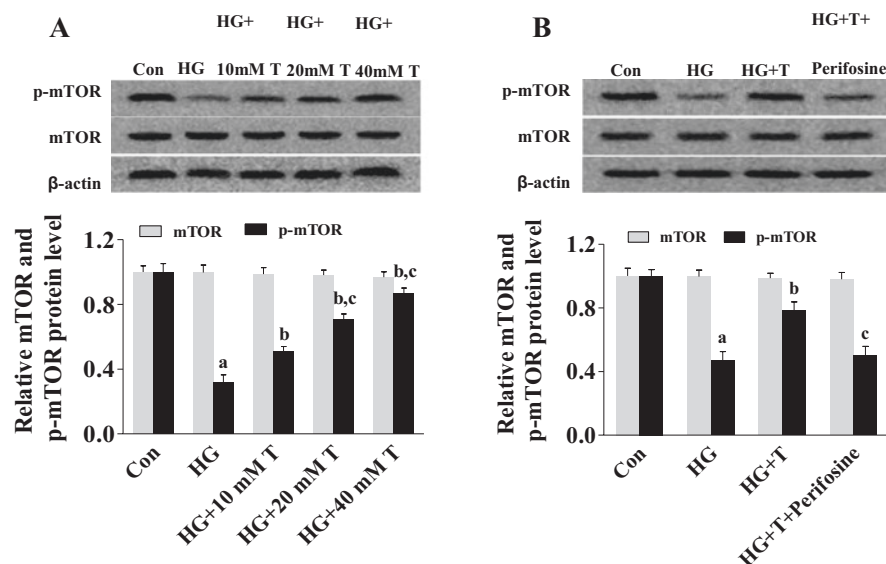 A
HG+ HG+ HG+
Con HG 10mM T 20mM T 40mM T
p-mTOR
mTOR
β-actin
Relative mTOR and
p-mTOR protein level
mTOR p-mTOR
1.2
0.8
0.4
0.0
a
b
b,c
b,c
Con
HG
HG+10 mM T
HG+20 mM T
HG+40 mM T
B
HG+T+
Con HG HG+T Perifosine
p-mTOR
mTOR
β-actin
Relative mTOR and
p-mTOR protein level
mTOR p-mTOR
1.2
0.8
0.4
0.0
a
b
c
Con
HG
HG+T
HG+T+Perifosine